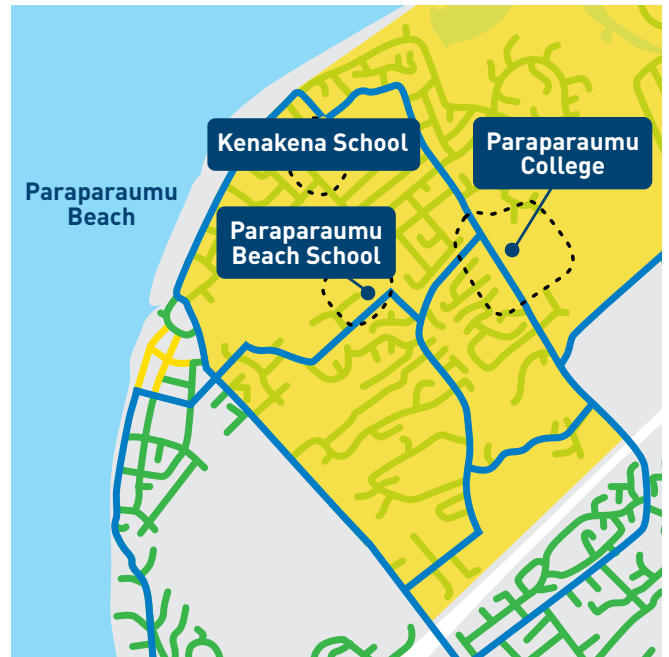 Kenakena School
Paraparaumu
College
Paraparaumu
Beach
Paraparaumu
Beach School